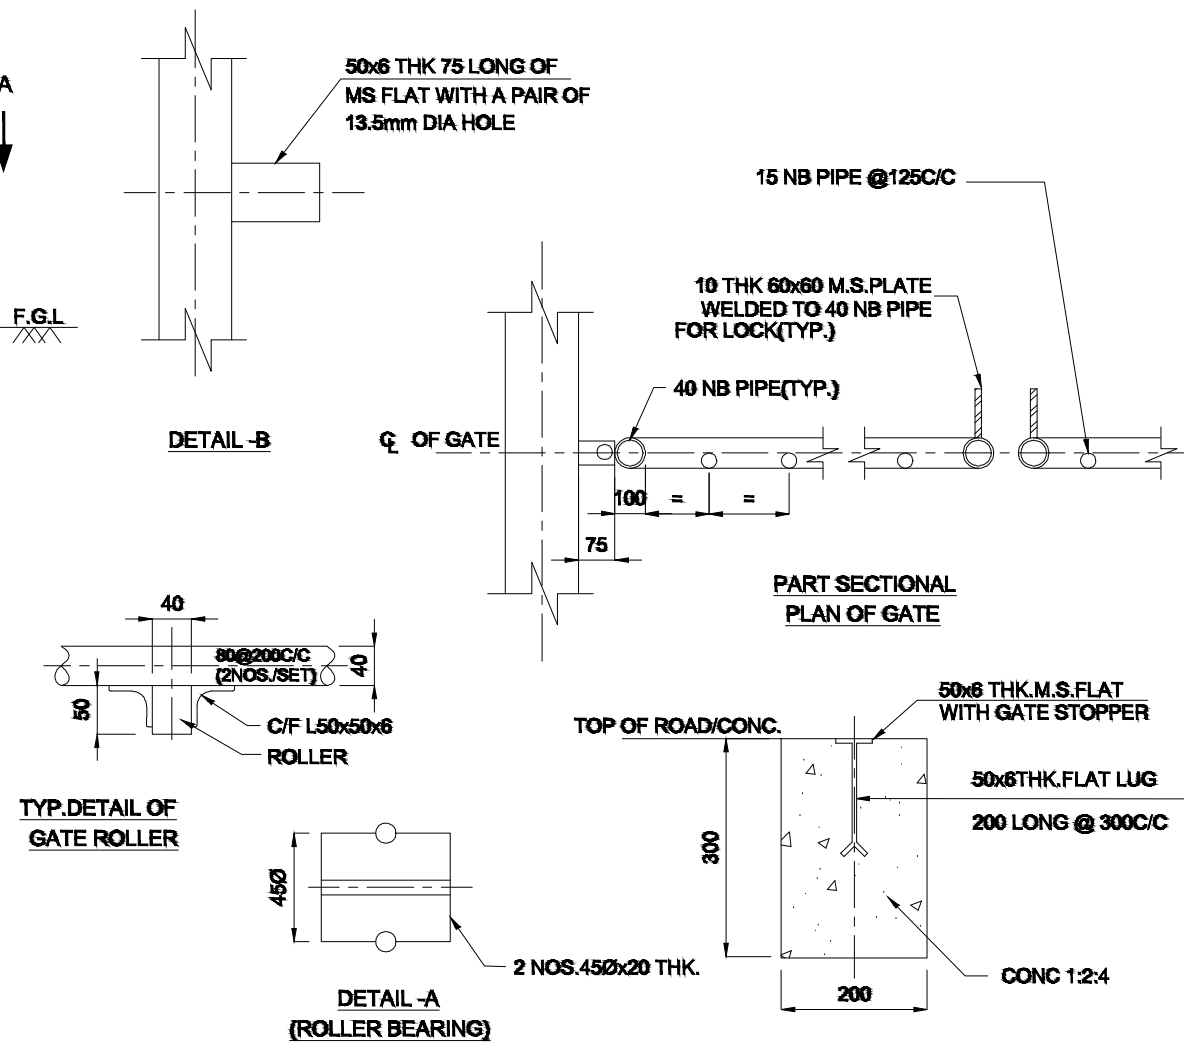 A
50x6 THK 75 LONG OF
MS FLAT WITH A PAIR OF
13.5mm DIA HOLE
F.G.L
DETAIL -B
15 NB PIPE @125C/C
10 THK 60x60 M.S.PLATE
WELDED TO 40 NB PIPE
FOR LOCK(TYP.)
40 NB PIPE(TYP.)
℄ OF GATE
100
=
=
75
PART SECTIONAL
PLAN OF GATE
40
80@200C/C
(2NOS./SET)
40
50
C/F L50x50x6
ROLLER
TYP.DETAIL OF
GATE ROLLER
45Ø
2 NOS.45Øx20 THK.
DETAIL -A
(ROLLER BEARING)
50x6 THK.M.S.FLAT
WITH GATE STOPPER
TOP OF ROAD/CONC.
50x6THK.FLAT LUG
200 LONG @ 300C/C
300
CONC 1:2:4
200